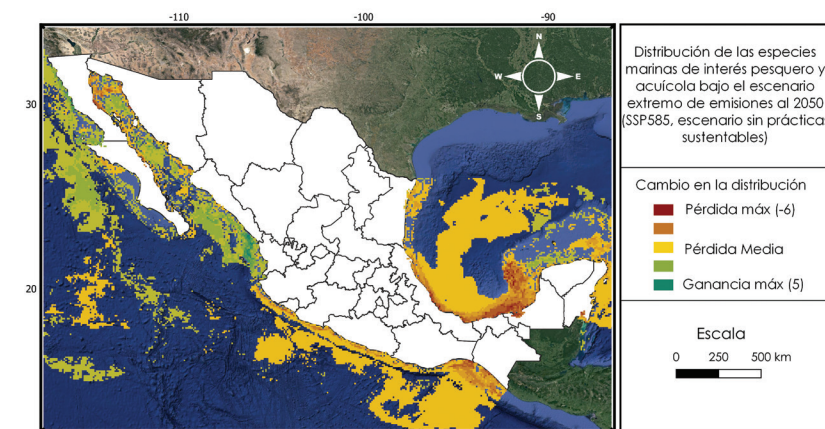 -110
-100
-90
30
20
N
W
E
S
Distribución de las especies
marinas de interés pesquero y
acuícola bajo el escenario
extremo de emisiones al 2050
(SSP585, escenario sin práctica
sustentables)
Cambio en la distribución
Pérdida máx (-6)
Pérdida Media
Ganancia máx (5)
Escala
0 250 500 km